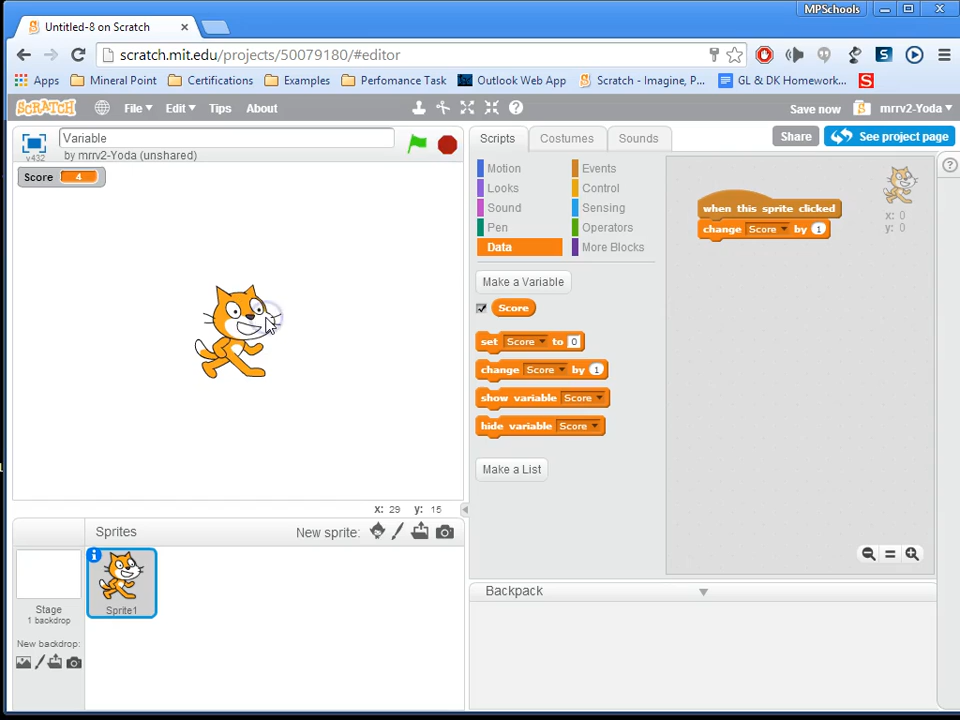 MPSchools
Untitled-8 on Scratch
scratch.mit.edu/projects/50079180/#editor
Apps Mineral Point Certifications Examples Perfomance Task Outlook Web App Scratch - Imagine, P... GL & DK Homework...
SCRATCH File Edit Tips About Save now mrrv2-Yoda
Variable
by mrrv2-Yoda (unshared)
v432
Scripts Costumes Sounds Share See project page
Score 4
Motion Events
Looks Control
Sound Sensing
Pen Operators
Data More Blocks
Make a Variable
Score
set Score to 0
change Score by 1
show variable Score
hide variable Score
Make a List
when this sprite clicked
change Score by 1
x: 0
y: 0
x: 29 y: 15
Sprites New sprite:
Sprite1
Stage
1 backdrop
New backdrop:
Backpack